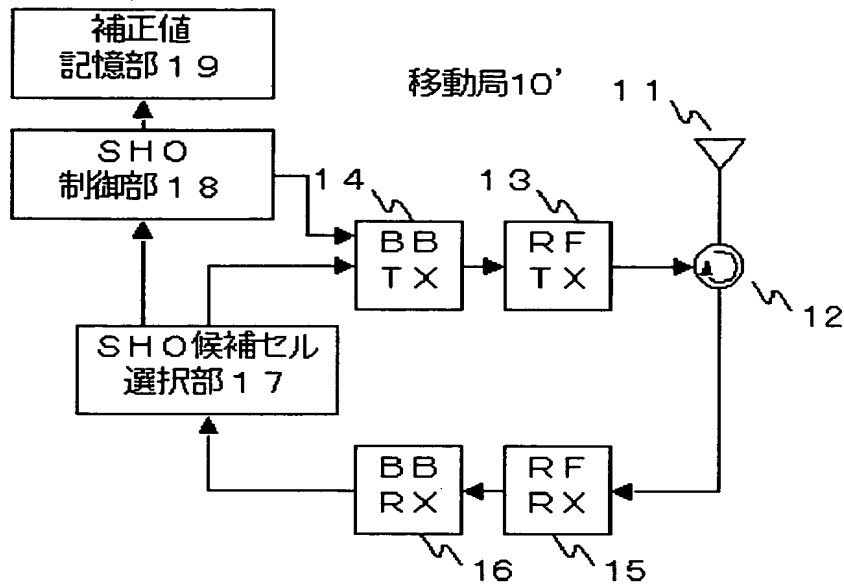 補正値
記憶部19
移動局10’
11
SHO
制御部18
14
13
BB
TX
RF
TX
12
SHO候補セル
選択部17
BB
RX
RF
RX
16
15